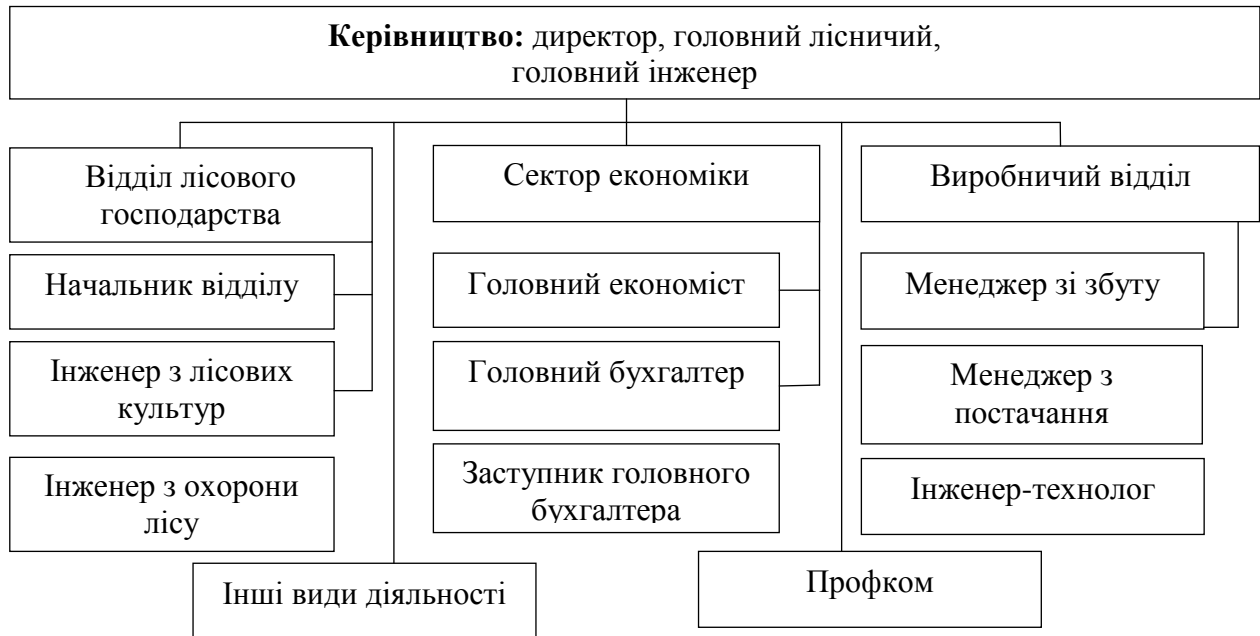 Керівництво: директор, головний лісничий,
головний інженер
Відділ лісового
господарства
Сектор економіки
Виробничий відділ
Начальник відділу
Головний економіст
Менеджер зі збуту
Інженер з лісових
культур
Головний бухгалтер
Менеджер з
постачання
Інженер з охорони
лісу
Заступник головного
бухгалтера
Інженер-технолог
Інші види діяльності
Профком